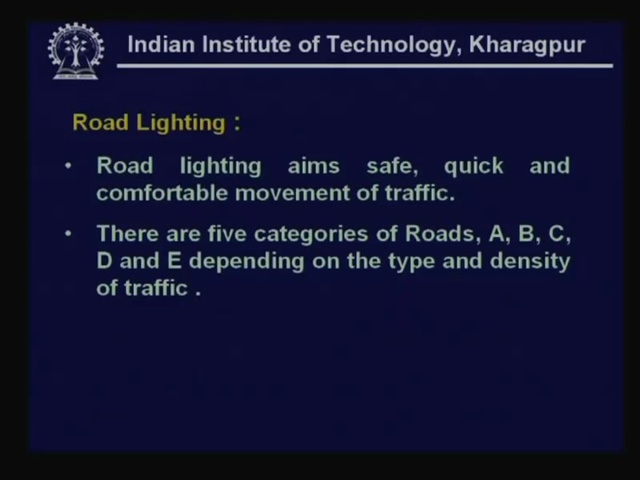 Indian Institute of Technology, Kharagpur
Road Lighting :
• Road lighting aims safe, quick and
comfortable movement of traffic.
• There are five categories of Roads, A, B, C,
D and E depending on the type and density
of traffic .